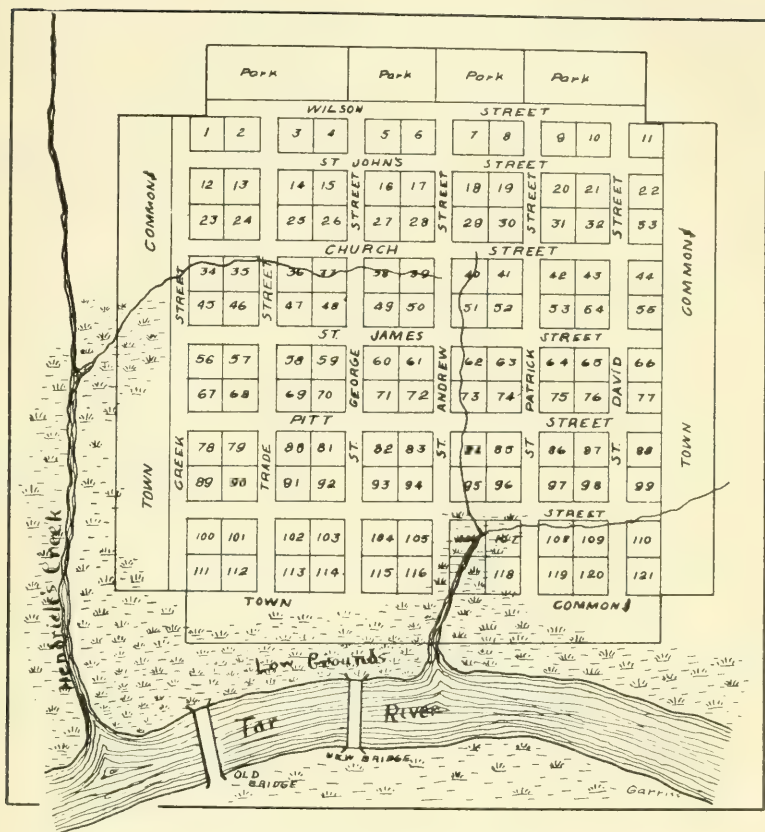 Park Park Park Park
WILSON STREET
1 2 3 4 5 6 7 8 9 10 11
ST JOHN'S STREET
12 13 14 15 16 17 18 19 20 21 22
23 24 25 26 27 28 29 30 31 32 53
STREET STREET STREET STREET
COMMONS
COMMONS
CHURCH STREET
34 35 36 37 38 39 40 41 42 43 44
45 46 47 48 49 50 51 52 53 54 55
STREET STREET
ST. JAMES STREET
56 57 58 59 60 61 62 63 64 65 66
67 68 69 70 71 72 73 74 75 76 77
GEORGE ANDREW PATRICK DAVID
PITT STREET
78 79 81 82 83 85 86 87 88
89 90 91 92 93 94 95 96 97 98 99
CREEK TRADE ST. ST. ST ST.
TOWN
TOWN
STREET
100 101 102 103 104 105 108 109 110
111 112 113 114 115 116 118 119 120 121
TOWN COMMONS
Hendrick's Creek
Low Grounds
Tar River
NEW BRIDGE
OLD
BRIDGE